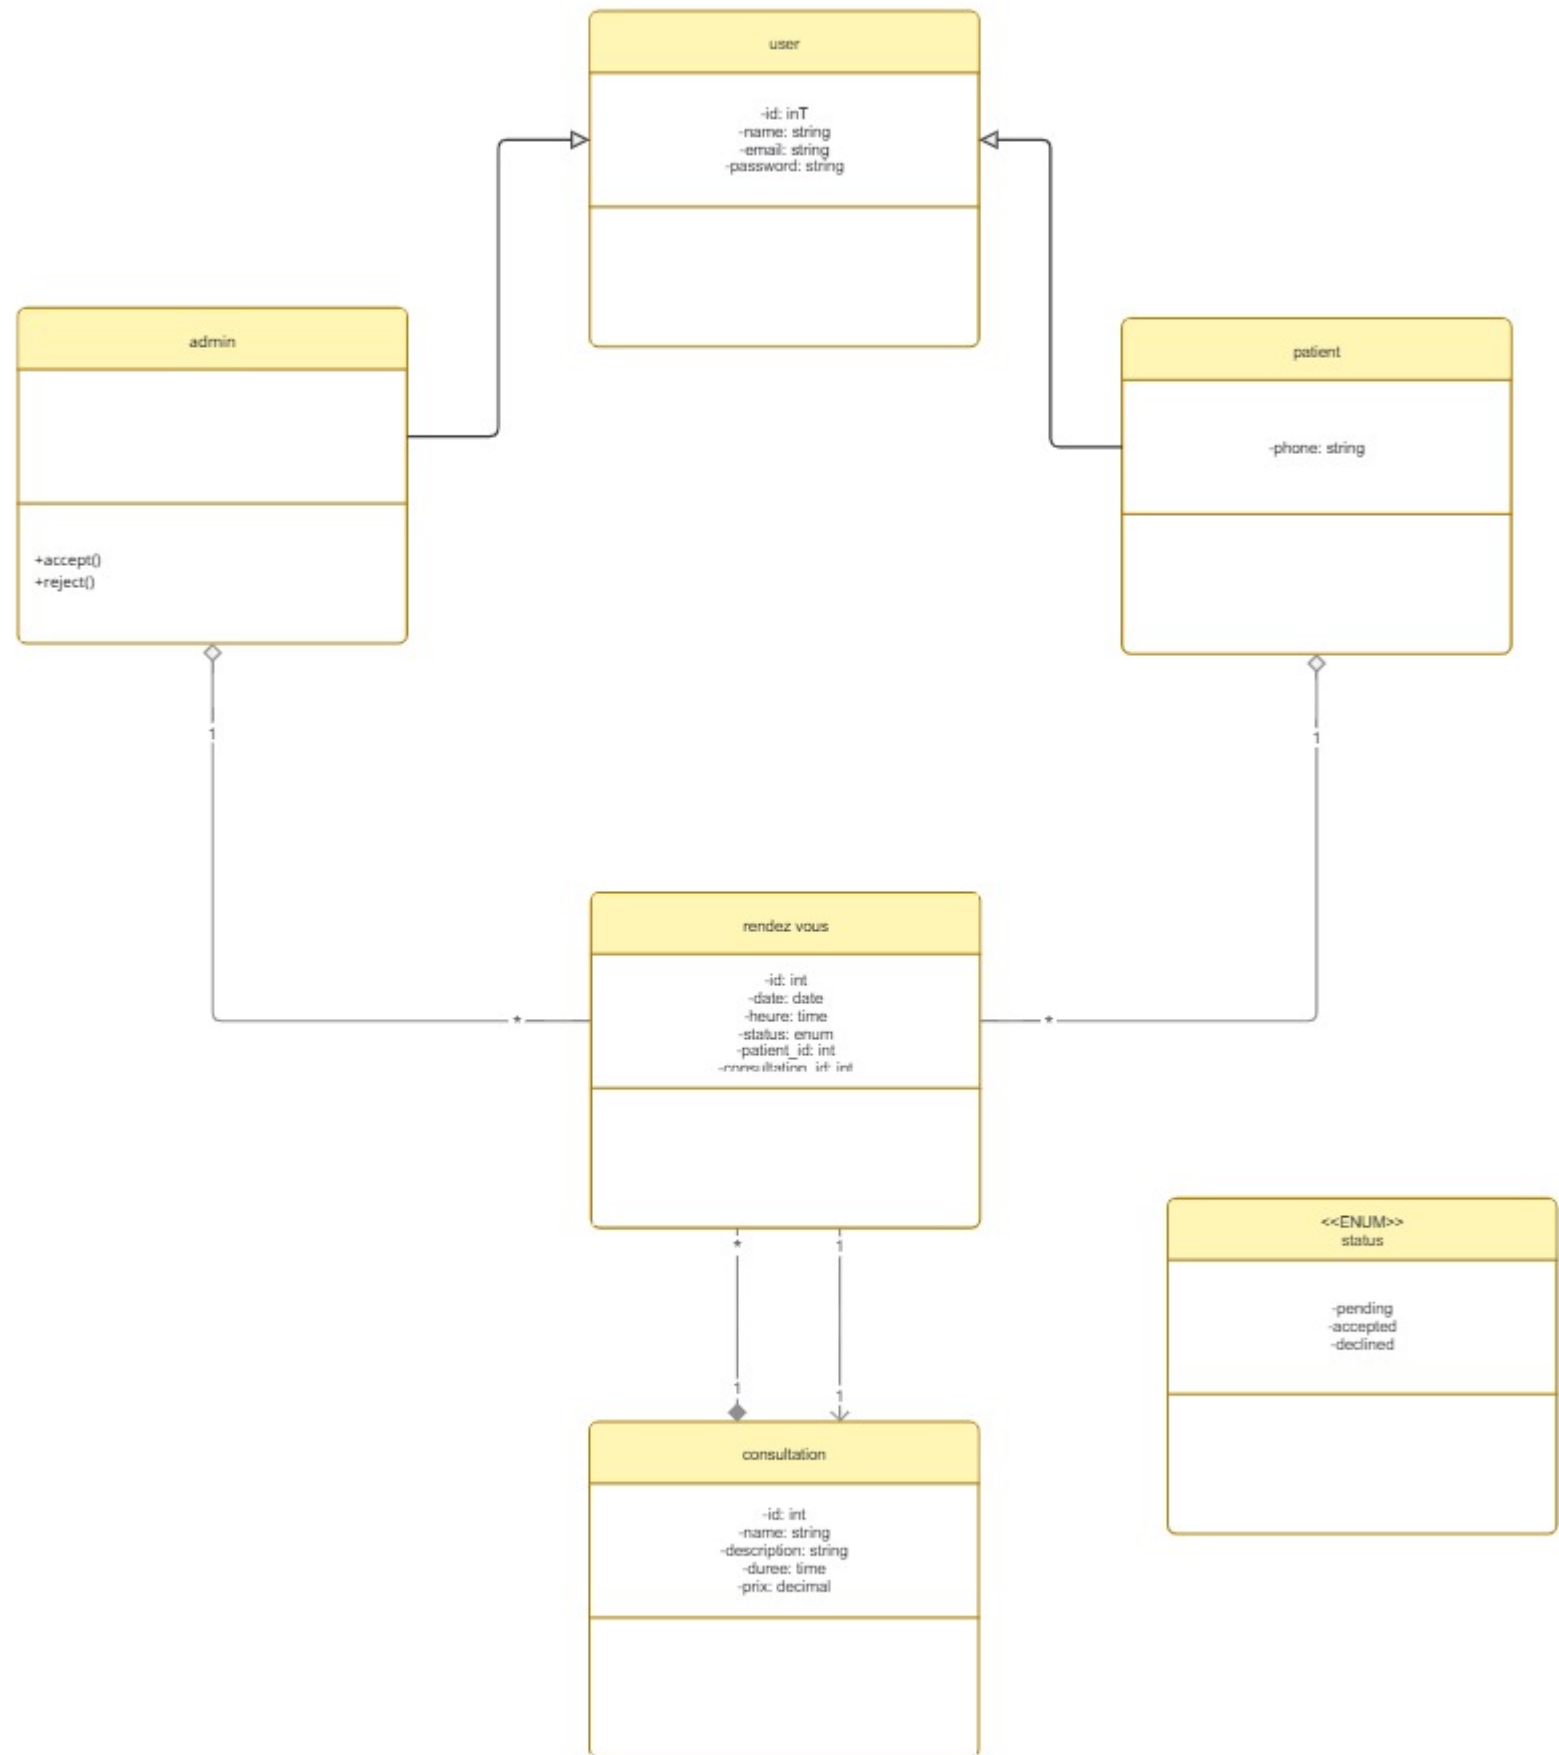 user
-id: inT
-name: string
-email: string
-password: string
admin
+accept()
+reject()
patient
-phone: string
1
1
rendez vous
-id: int
-date: date
-heure: time
-status: enum
-patient_id: int
-consultation_id: int
*
*
*
1
1
1
<<ENUM>>
status
-pending
-accepted
-declined
consultation
-id: int
-name: string
-description: string
-duree: time
-prix: decimal